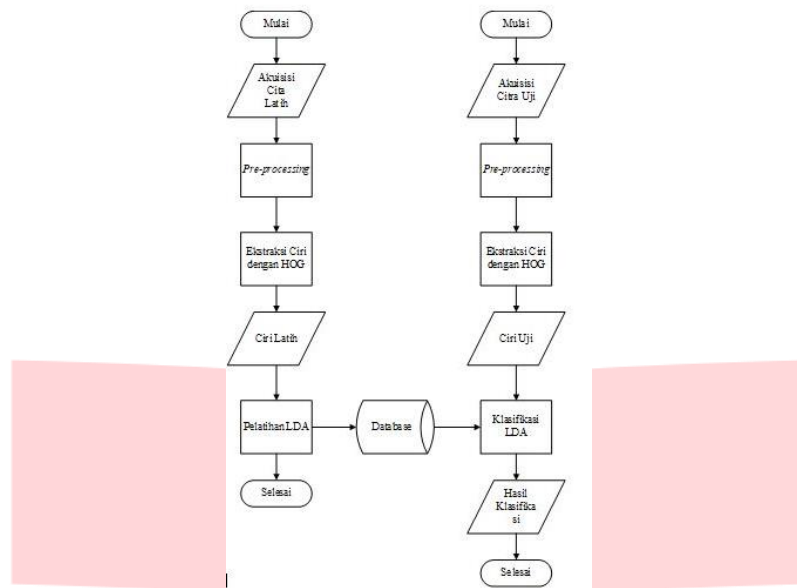 Mulai
Akuisisi
Cita
Latih
Pre-processing
Ekstraksi Ciri
dengan HOG
Ciri Latih
Pelatihan LDA
Selesai
Database
Mulai
Akuisisi
Citra Uji
Pre-processing
Ekstraksi Ciri
dengan HOG
Ciri Uji
Klasifikasi
LDA
Hasil
Klasifika
si
Selesai